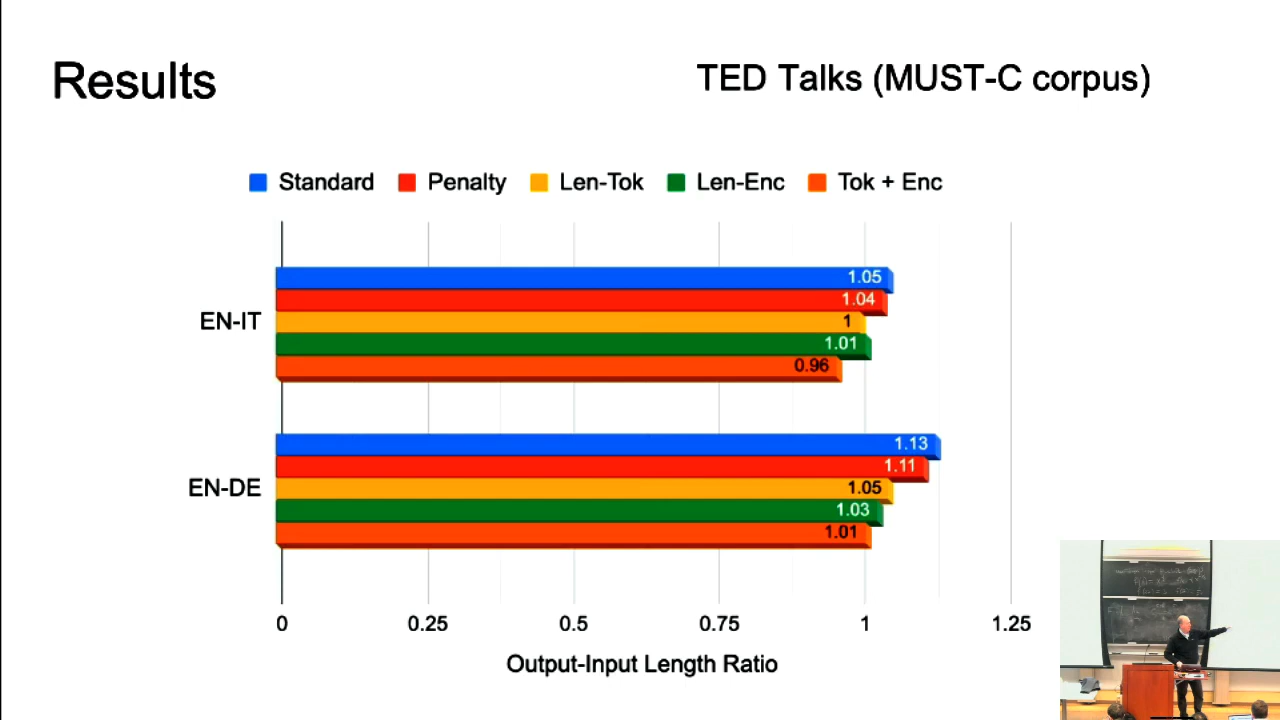 Results
TED Talks (MUST-C corpus)
Standard Penalty Len-Tok Len-Enc Tok + Enc
EN-IT
1.05
1.04
1
1.01
0.96
EN-DE
1.13
1.11
1.05
1.03
1.01
0 0.25 0.5 0.75 1 1.25
Output-Input Length Ratio